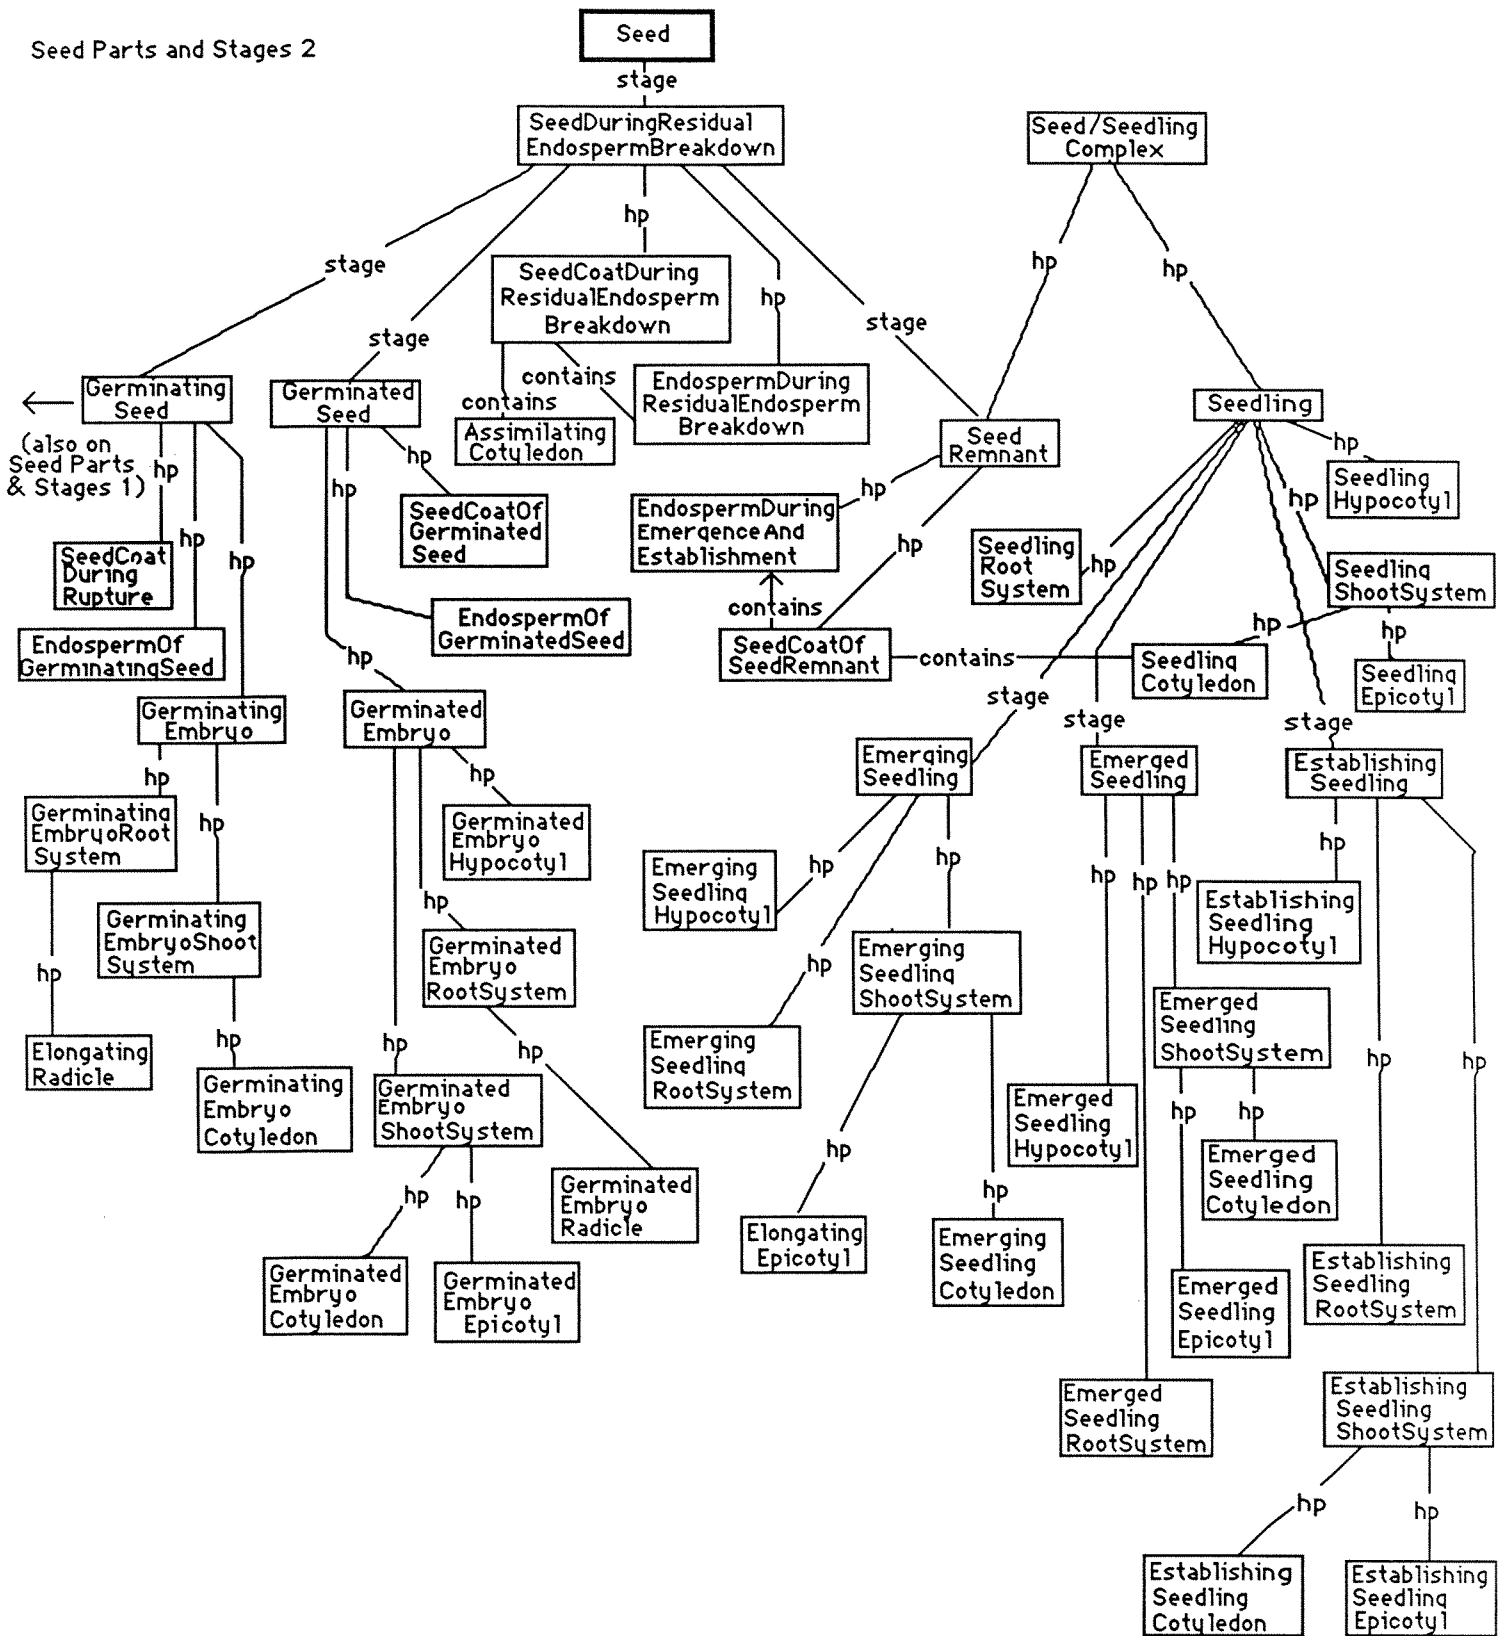 Seed Parts and Stages 2
Seed
stage
SeedDuringResidual
EndospermBreakdown
Seed/Seedling
Complex
hp
stage
stage
hp
stage
hp
hp
SeedCoatDuring
ResidualEndosperm
Breakdown
contains
contains
Assimilating
Cotyledon
EndospermDuring
ResidualEndosperm
Breakdown
Germinating
Seed
(also on
Seed Parts
& Stages 1)
hp
hp
hp
Germinated
Seed
hp
hp
hp
SeedCoatOf
Germinated
Seed
Seed
Remnant
hp
hp
EndospermDuring
EmergenceAnd
Establishment
contains
Seedling
hp
hp
hp
Seedling
Hypocotyl
Seedling
Root
System
Seedling
ShootSystem
hp
hp
SeedCoat
During
Rupture
EndospermOf
GerminatingSeed
EndospermOf
GerminatedSeed
SeedCoatOf
SeedRemnant
contains
Seedling
Cotyledon
Seedling
Epicotyl
stage
stage
stage
Germinating
Embryo
hp
hp
Germinated
Embryo
hp
hp
hp
Emerging
Seedling
hp
hp
hp
Emerged
Seedling
hp
hp
hp
Establishing
Seedling
hp
hp
hp
Germinating
EmbryoRoot
System
hp
Germinated
Embryo
Hypocotyl
Emerging
Seedling
Hypocotyl
Establishing
Seedling
Hypocotyl
Germinating
EmbryoShoot
System
hp
Germinated
Embryo
RootSystem
hp
Emerging
Seedling
ShootSystem
hp
hp
Emerged
Seedling
ShootSystem
hp
hp
Elongating
Radicle
Germinating
Embryo
Cotyledon
Germinated
Embryo
ShootSystem
hp
hp
Emerging
Seedling
RootSystem
Emerged
Seedling
Hypocotyl
Emerged
Seedling
Cotyledon
Germinated
Embryo
Radicle
Elongating
Epicotyl
Emerging
Seedling
Cotyledon
Establishing
Seedling
RootSystem
Germinated
Embryo
Cotyledon
Germinated
Embryo
Epicotyl
Emerged
Seedling
Epicotyl
Emerged
Seedling
RootSystem
Establishing
Seedling
ShootSystem
hp
hp
Establishing
Seedling
Cotyledon
Establishing
Seedling
Epicotyl